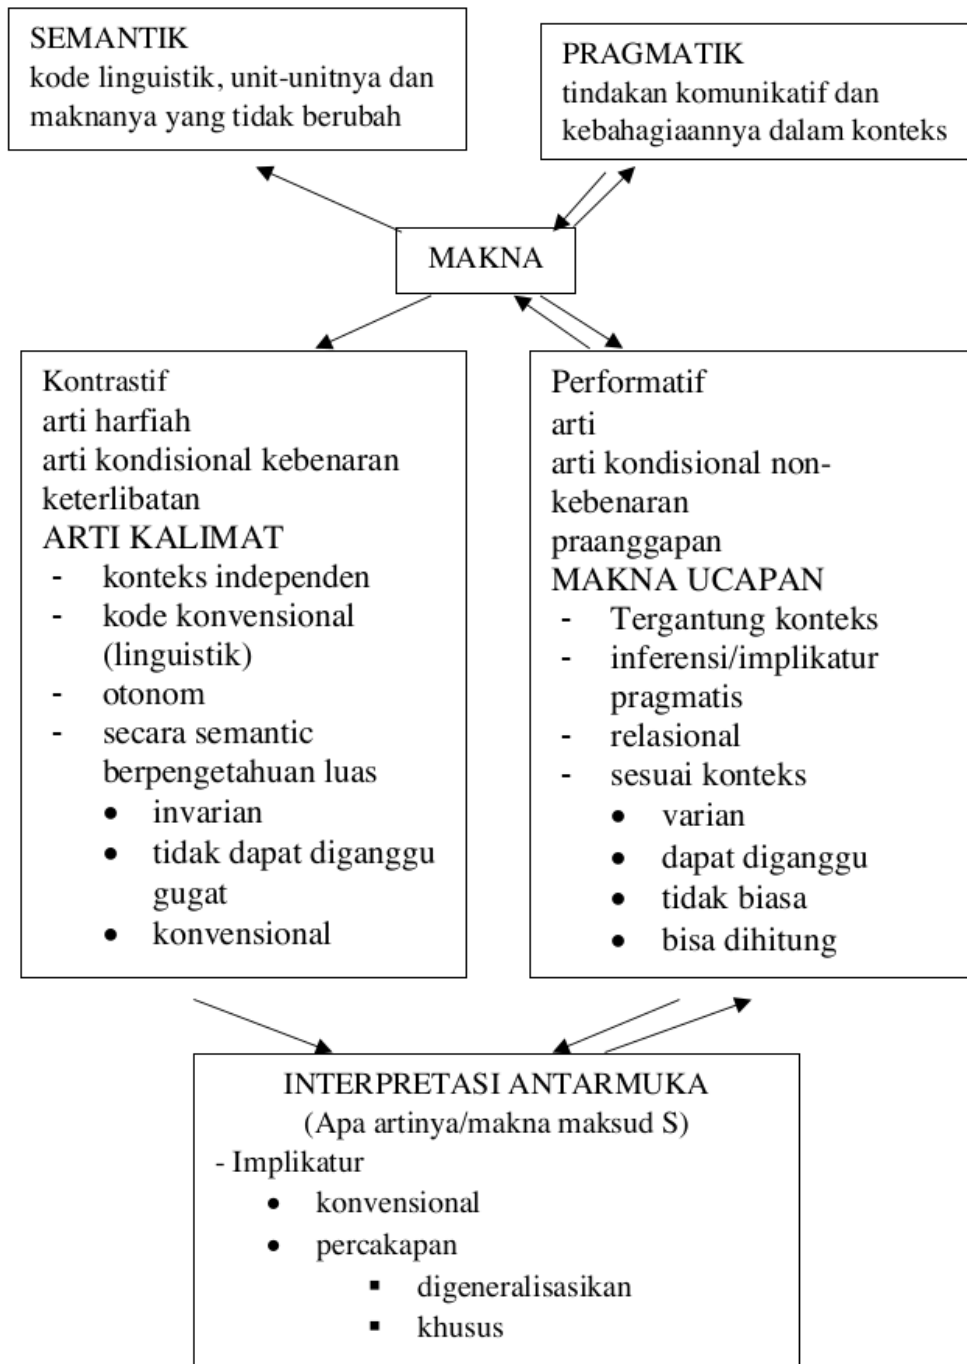 SEMANTIK
kode linguistik, unit-unitnya dan
maknanya yang tidak berubah
PRAGMATIK
tindakan komunikatif dan
kebahagiaannya dalam konteks
MAKNA
Kontrastif
arti harfiah
arti kondisional kebenaran
keterlibatan
ARTI KALIMAT
- konteks independen
- kode konvensional
(linguistik)
- otonom
- secara semantic
berpengetahuan luas
• invarian
• tidak dapat diganggu
gugat
• konvensional
Performatif
arti
arti kondisional non-
kebenaran
praanggapan
MAKNA UCAPAN
- Tergantung konteks
- inferensi/implikatur
pragmatis
- relasional
- sesuai konteks
• varian
• dapat diganggu
• tidak biasa
• bisa dihitung
INTERPRETASI ANTARMUKA
(Apa artinya/makna maksud S)
- Implikatur
• konvensional
• percakapan
▪ digeneralisasikan
▪ khusus